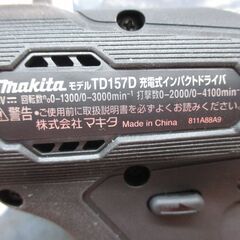 makita モデル TD157D 充電式インパクトドライバ
V⎓ 回転数n₀0-1300/0-3000min⁻¹ 打撃数0-2000/0-4100min⁻¹
⚠警告・ご使用前に取扱説明書を必ずよくお読みください。
株式会社 マキタ Made in China 811A88A9